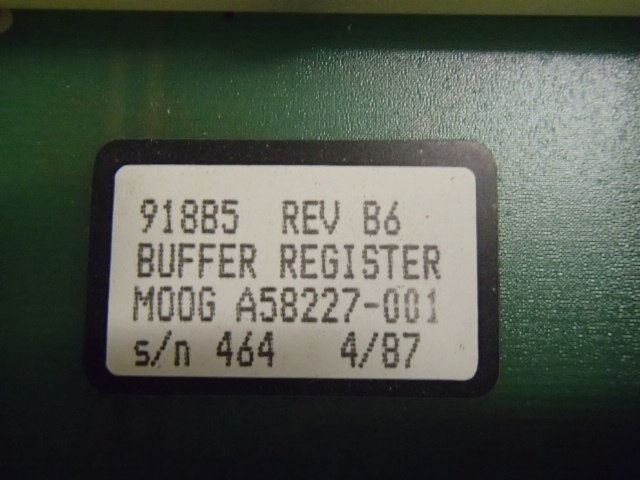 918B5 REV B6
BUFFER REGISTER
MOOG A58227-001
s/n 464 4/87